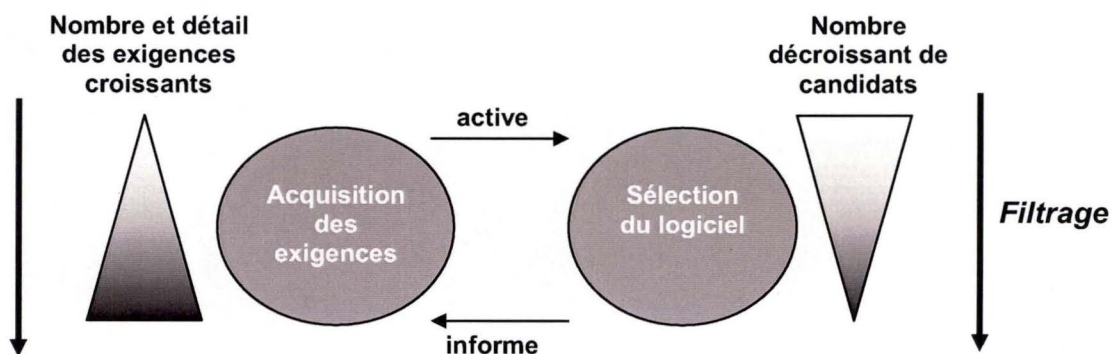 Nombre et détail
des exigences
croissants
Nombre
décroissant de
candidats
active
Acquisition
des
exigences
Sélection
du logiciel
Filtrage
informe